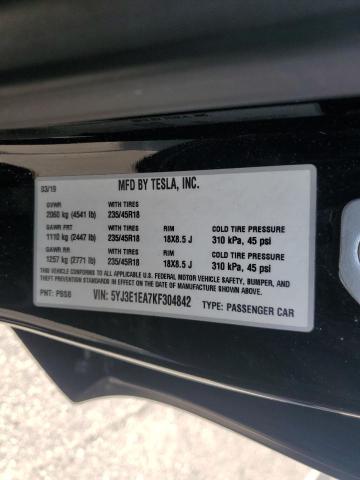 03/19 MFD BY TESLA, INC.
GVWR WITH TIRES
2060 kg (4541 lb) 235/45R18
GAWR FRT WITH TIRES RIM COLD TIRE PRESSURE
1110 kg (2447 lb) 235/45R18 18X8.5 J 310 kPa, 45 psi
GAWR RR WITH TIRES RIM COLD TIRE PRESSURE
1257 kg (2771 lb) 235/45R18 18X8.5 J 310 kPa, 45 psi
THIS VEHICLE CONFORMS TO ALL APPLICABLE U.S. FEDERAL MOTOR VEHICLE SAFETY, BUMPER, AND
THEFT PREVENTION STANDARDS IN EFFECT ON THE DATE OF MANUFACTURE SHOWN ABOVE.
PNT: PBSB VIN: 5YJ3E1EA7KF304842 TYPE: PASSENGER CAR